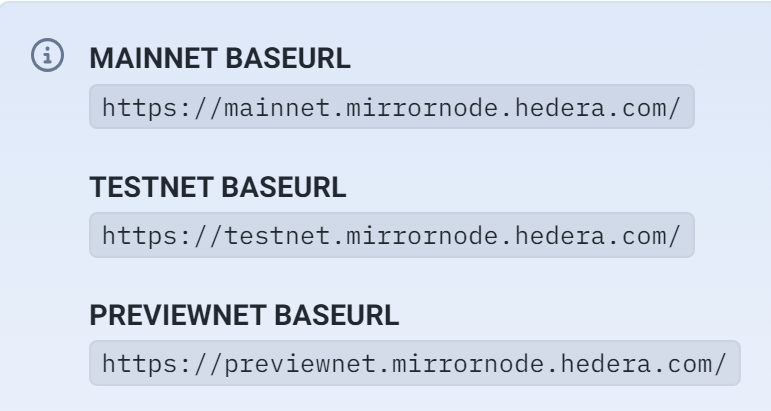 MAINNET BASEURL
https://mainnet.mirrornode.hedera.com/
TESTNET BASEURL
https://testnet.mirrornode.hedera.com/
PREVIEWNET BASEURL
https://previewnet.mirrornode.hedera.com/